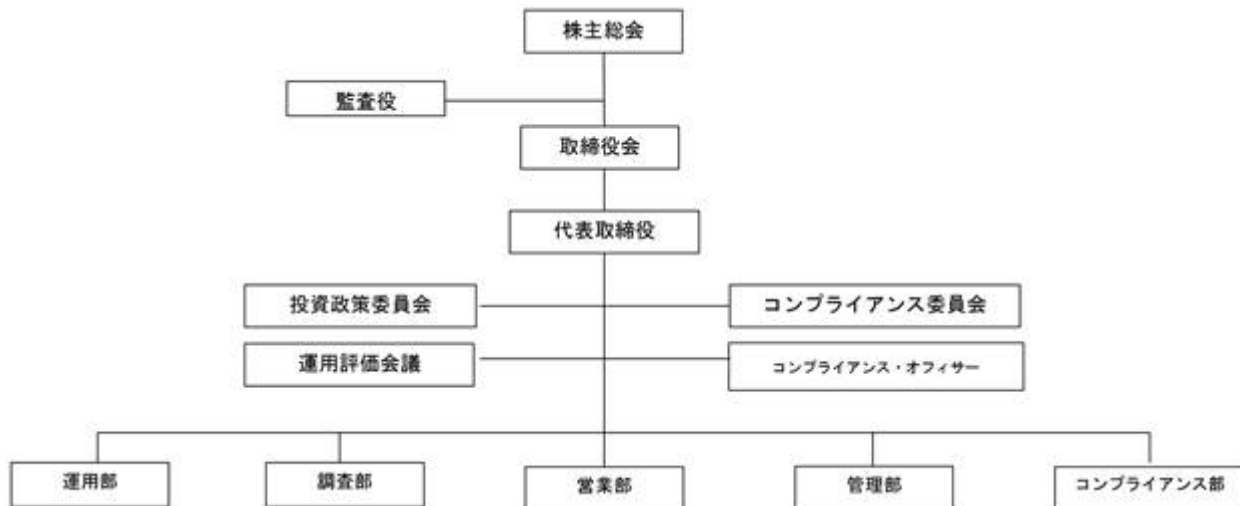 株主総会
監査役
取締役会
代表取締役
投資政策委員会
コンプライアンス委員会
運用評価会議
コンプライアンス・オフィサー
運用部
調査部
営業部
管理部
コンプライアンス部